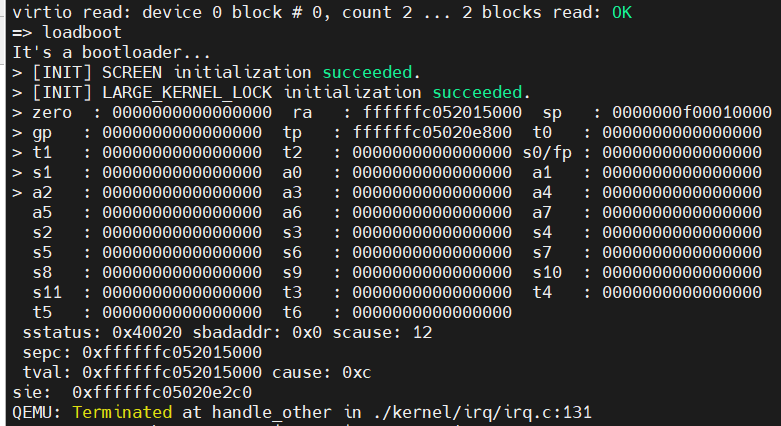 virtio read: device 0 block # 0, count 2 ... 2 blocks read: OK
=> loadboot
It's a bootloader...
> [INIT] SCREEN initialization succeeded.
> [INIT] LARGE_KERNEL_LOCK initialization succeeded.
> zero  : 0000000000000000  ra    : ffffffc052015000  sp    : 0000000f00010000
> gp    : 0000000000000000  tp    : ffffffc05020e800  t0    : 0000000000000000
> t1    : 0000000000000000  t2    : 0000000000000000 s0/fp : 0000000000000000
> s1    : 0000000000000000  a0    : 0000000000000000  a1    : 0000000000000000
> a2    : 0000000000000000  a3    : 0000000000000000  a4    : 0000000000000000
  a5    : 0000000000000000  a6    : 0000000000000000  a7    : 0000000000000000
  s2    : 0000000000000000  s3    : 0000000000000000  s4    : 0000000000000000
  s5    : 0000000000000000  s6    : 0000000000000000  s7    : 0000000000000000
  s8    : 0000000000000000  s9    : 0000000000000000  s10   : 0000000000000000
  s11   : 0000000000000000  t3    : 0000000000000000  t4    : 0000000000000000
  t5    : 0000000000000000  t6    : 0000000000000000
 sstatus: 0x40020 sbadaddr: 0x0 scause: 12
 sepc: 0xffffffc052015000
 tval: 0xffffffc052015000 cause: 0xc
sie:  0xffffffc05020e2c0
QEMU: Terminated at handle_other in ./kernel/irq/irq.c:131